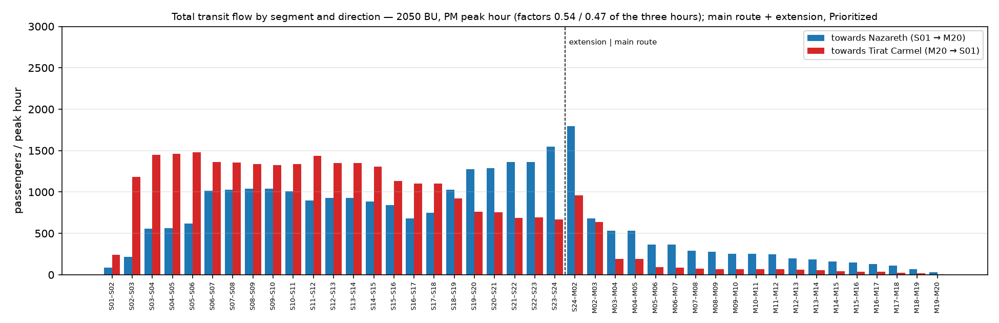 Total transit flow by segment and direction — 2050 BU, PM peak hour (factors 0.54 / 0.47 of the three hours); main route + extension, Prioritized
passengers / peak hour
3000
2500
2000
1500
1000
500
0
extension | main route
towards Nazareth (S01 → M20)
towards Tirat Carmel (M20 → S01)
S01–S02
S02–S03
S03–S04
S04–S05
S05–S06
S06–S07
S07–S08
S08–S09
S09–S10
S10–S11
S11–S12
S12–S13
S13–S14
S14–S15
S15–S16
S16–S17
S17–S18
S18–S19
S19–S20
S20–S21
S21–S22
S22–S23
S23–S24
S24–M02
M02–M03
M03–M04
M04–M05
M05–M06
M06–M07
M07–M08
M08–M09
M09–M10
M10–M11
M11–M12
M12–M13
M13–M14
M14–M15
M15–M16
M16–M17
M17–M18
M18–M19
M19–M20